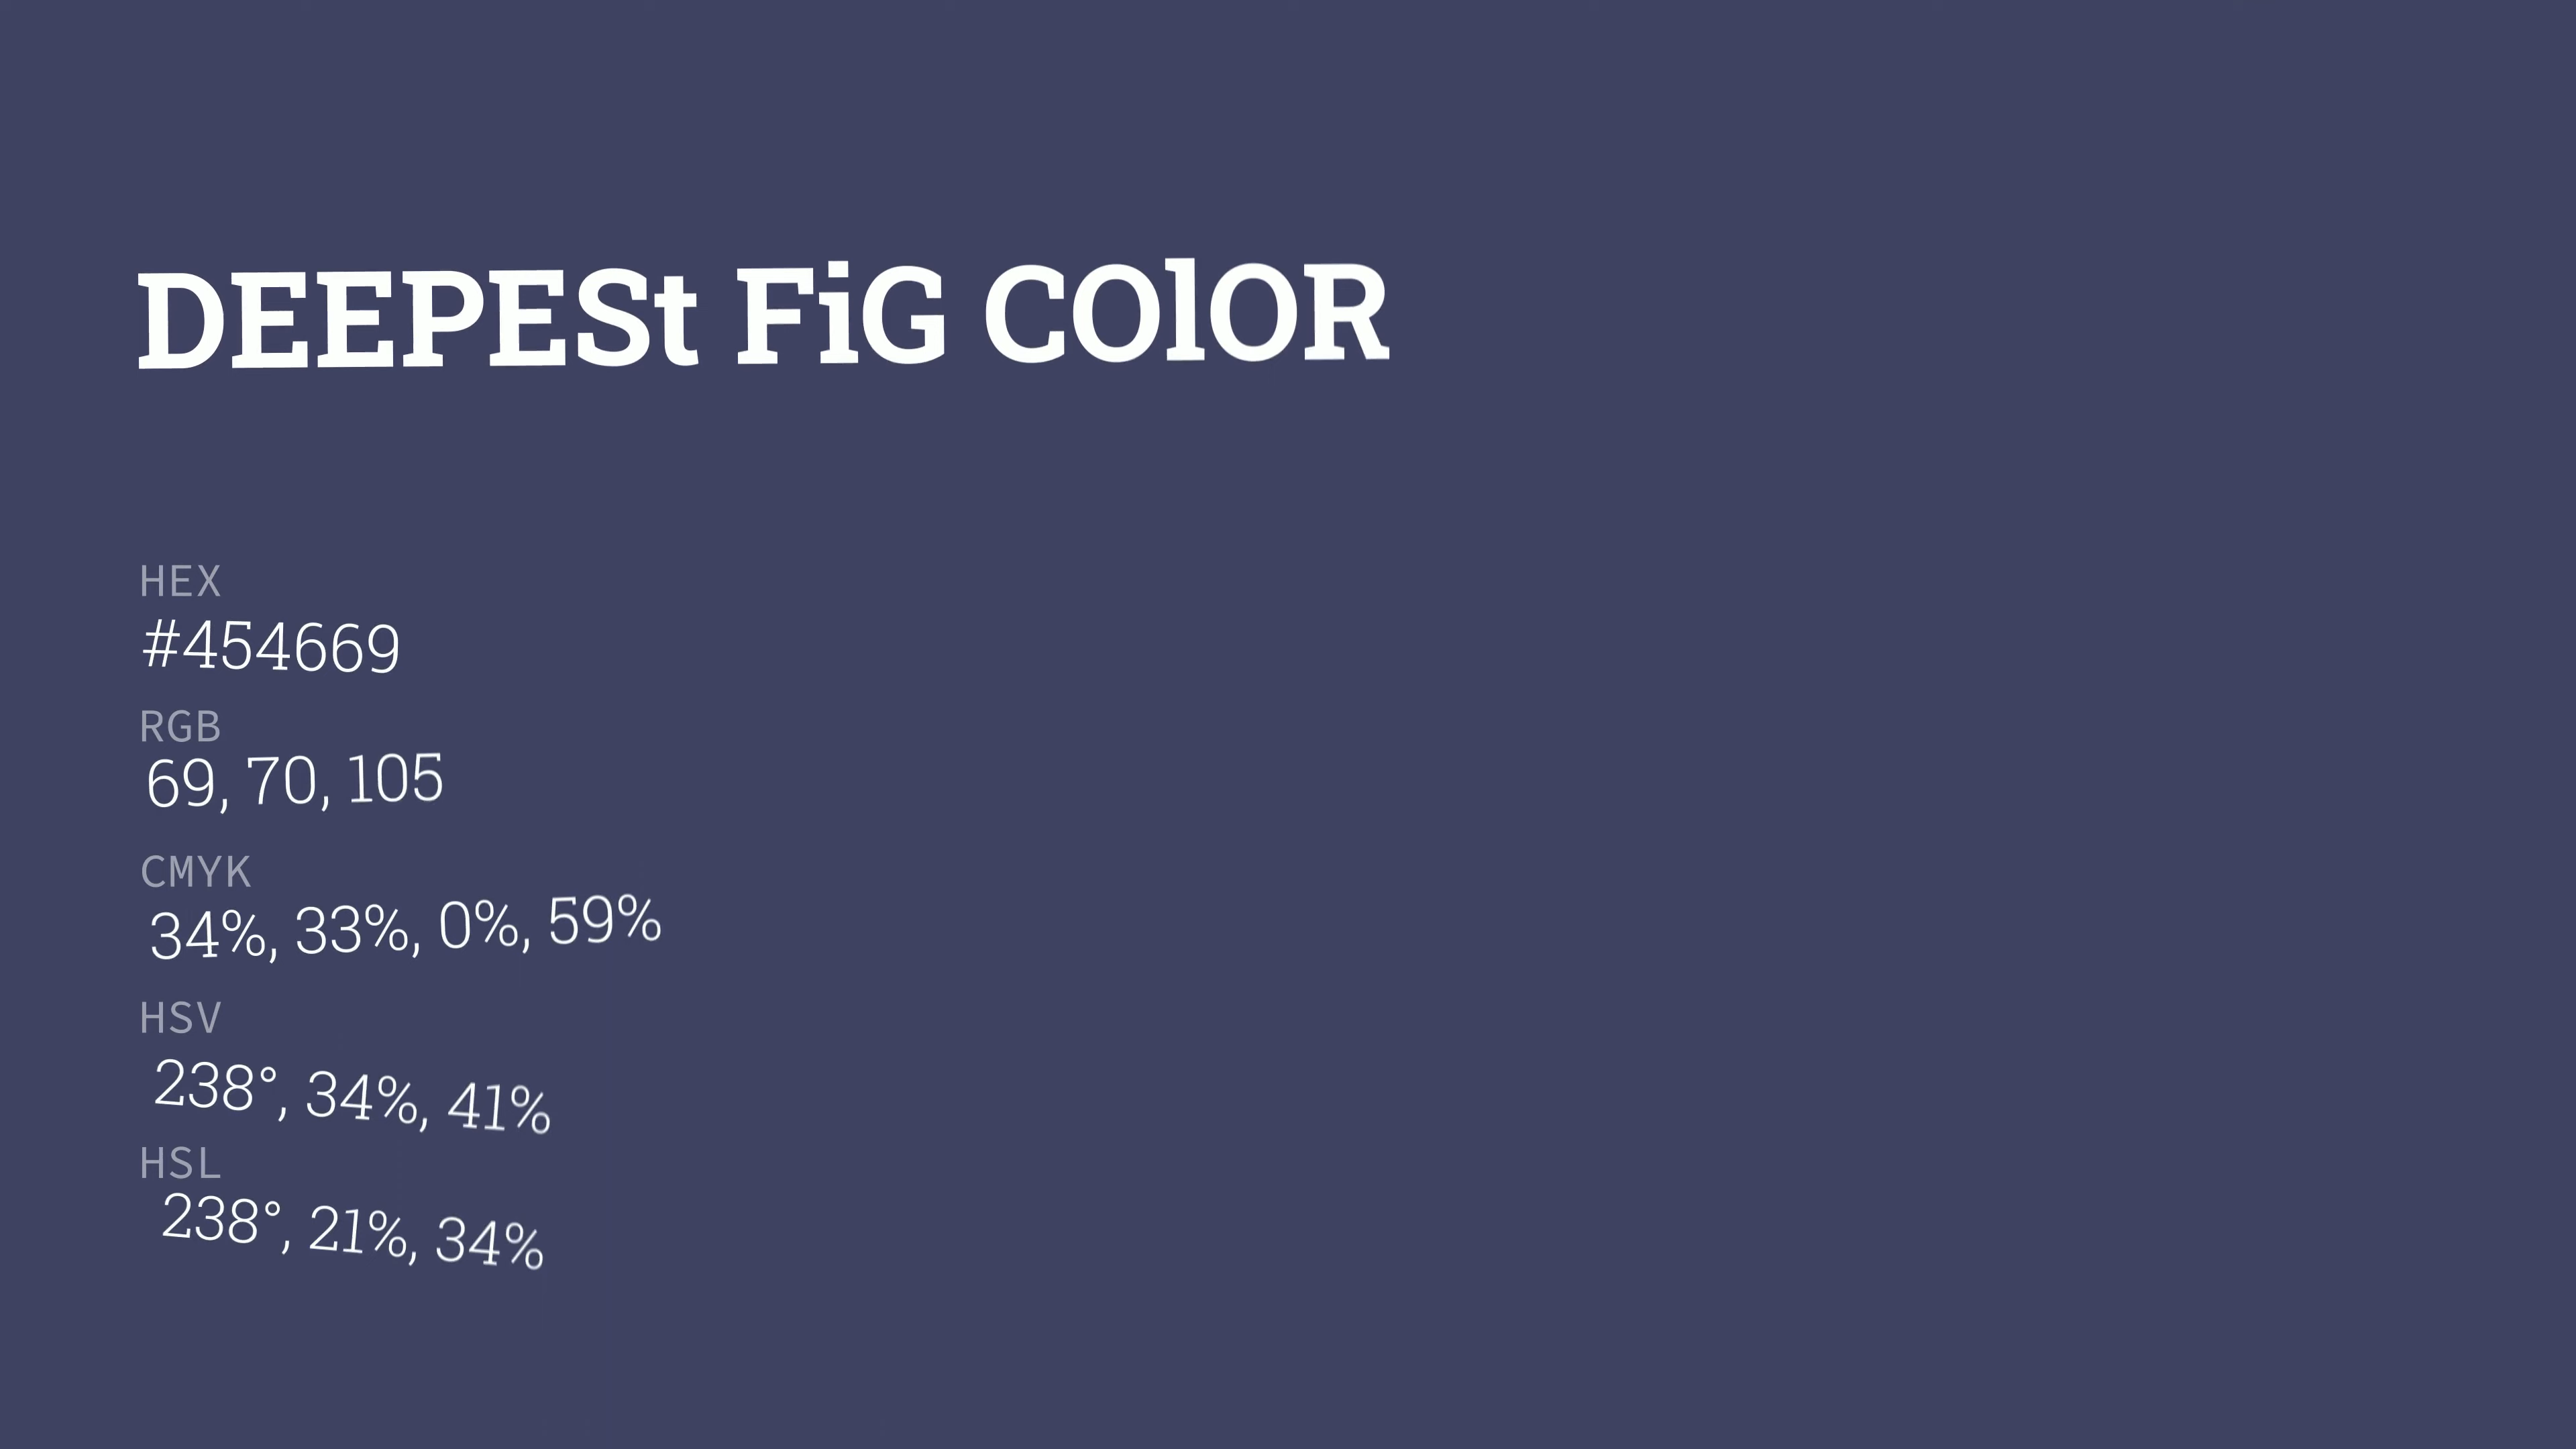 DEEPESt FiG COlOR
HEX
#454669
RGB
69, 70, 105
CMYK
34%, 33%, 0%, 59%
HSV
238°, 34%, 41%
HSL
238°, 21%, 34%